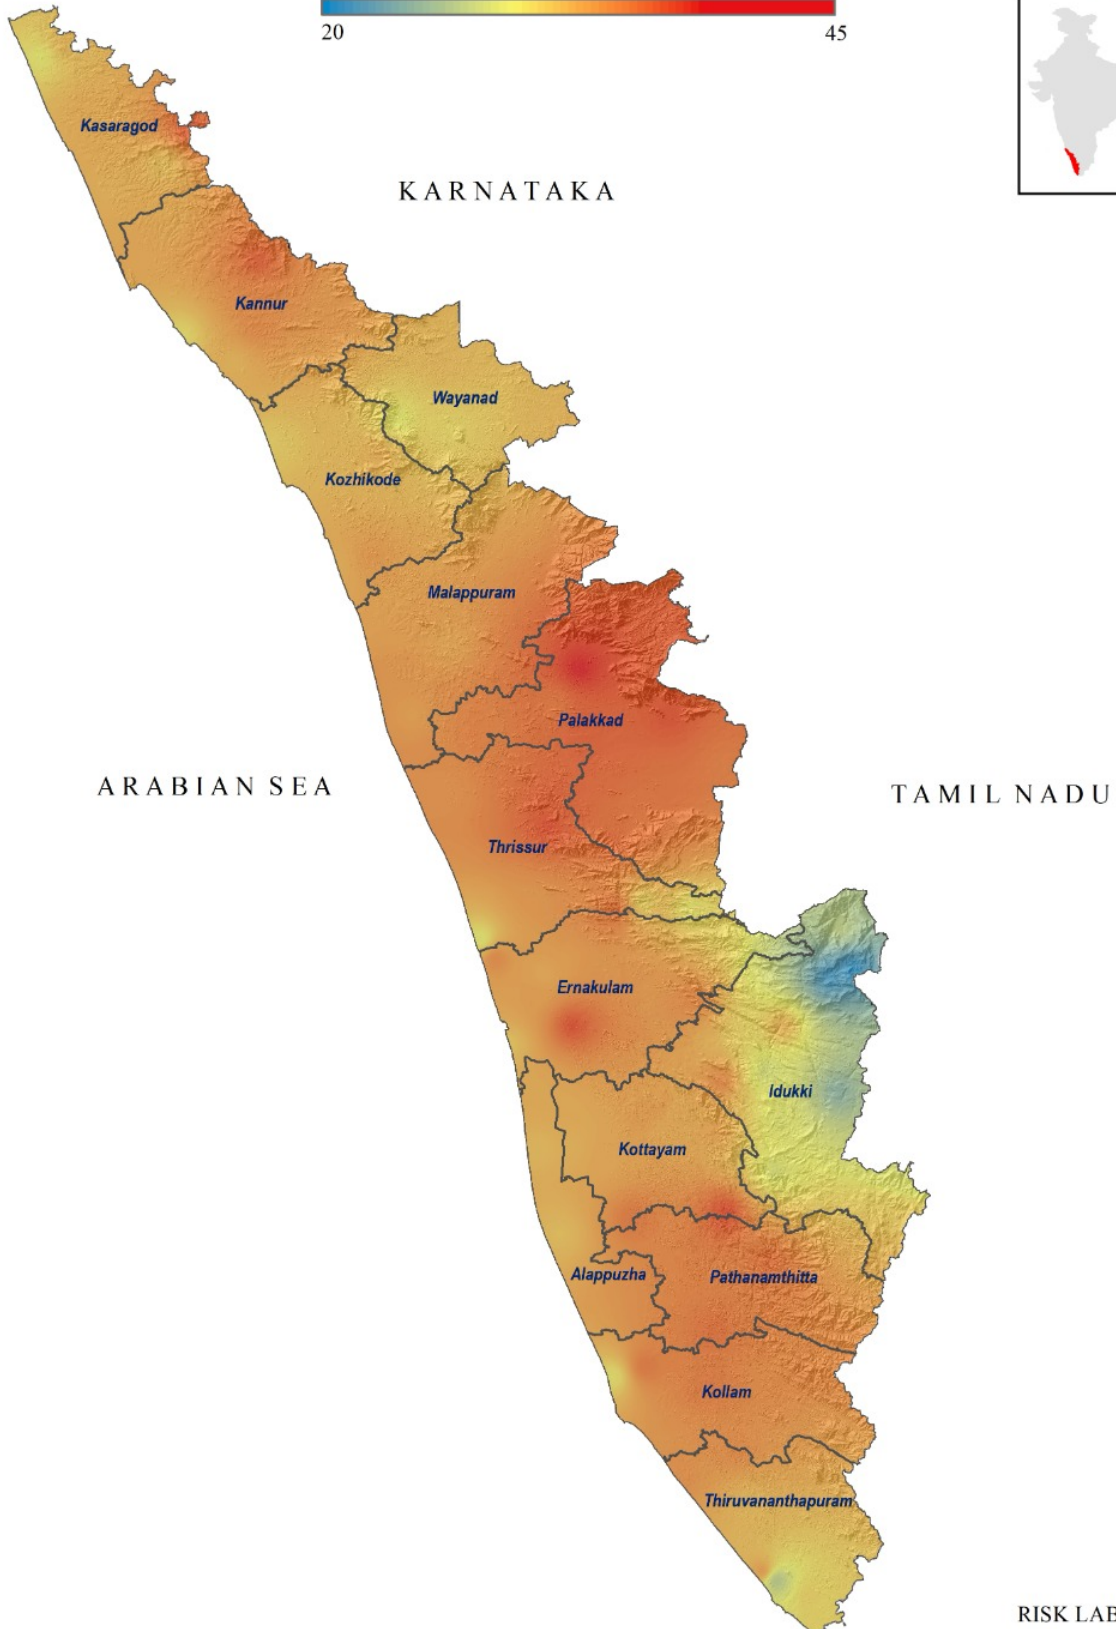 20
45
Kasaragod
KARNATAKA
Kannur
Wayanad
Kozhikode
Malappuram
Palakkad
ARABIAN SEA
TAMIL NADU
Thrissur
Ernakulam
Idukki
Kottayam
Alappuzha
Pathanamthitta
Kollam
Thiruvananthapuram
RISK LAB